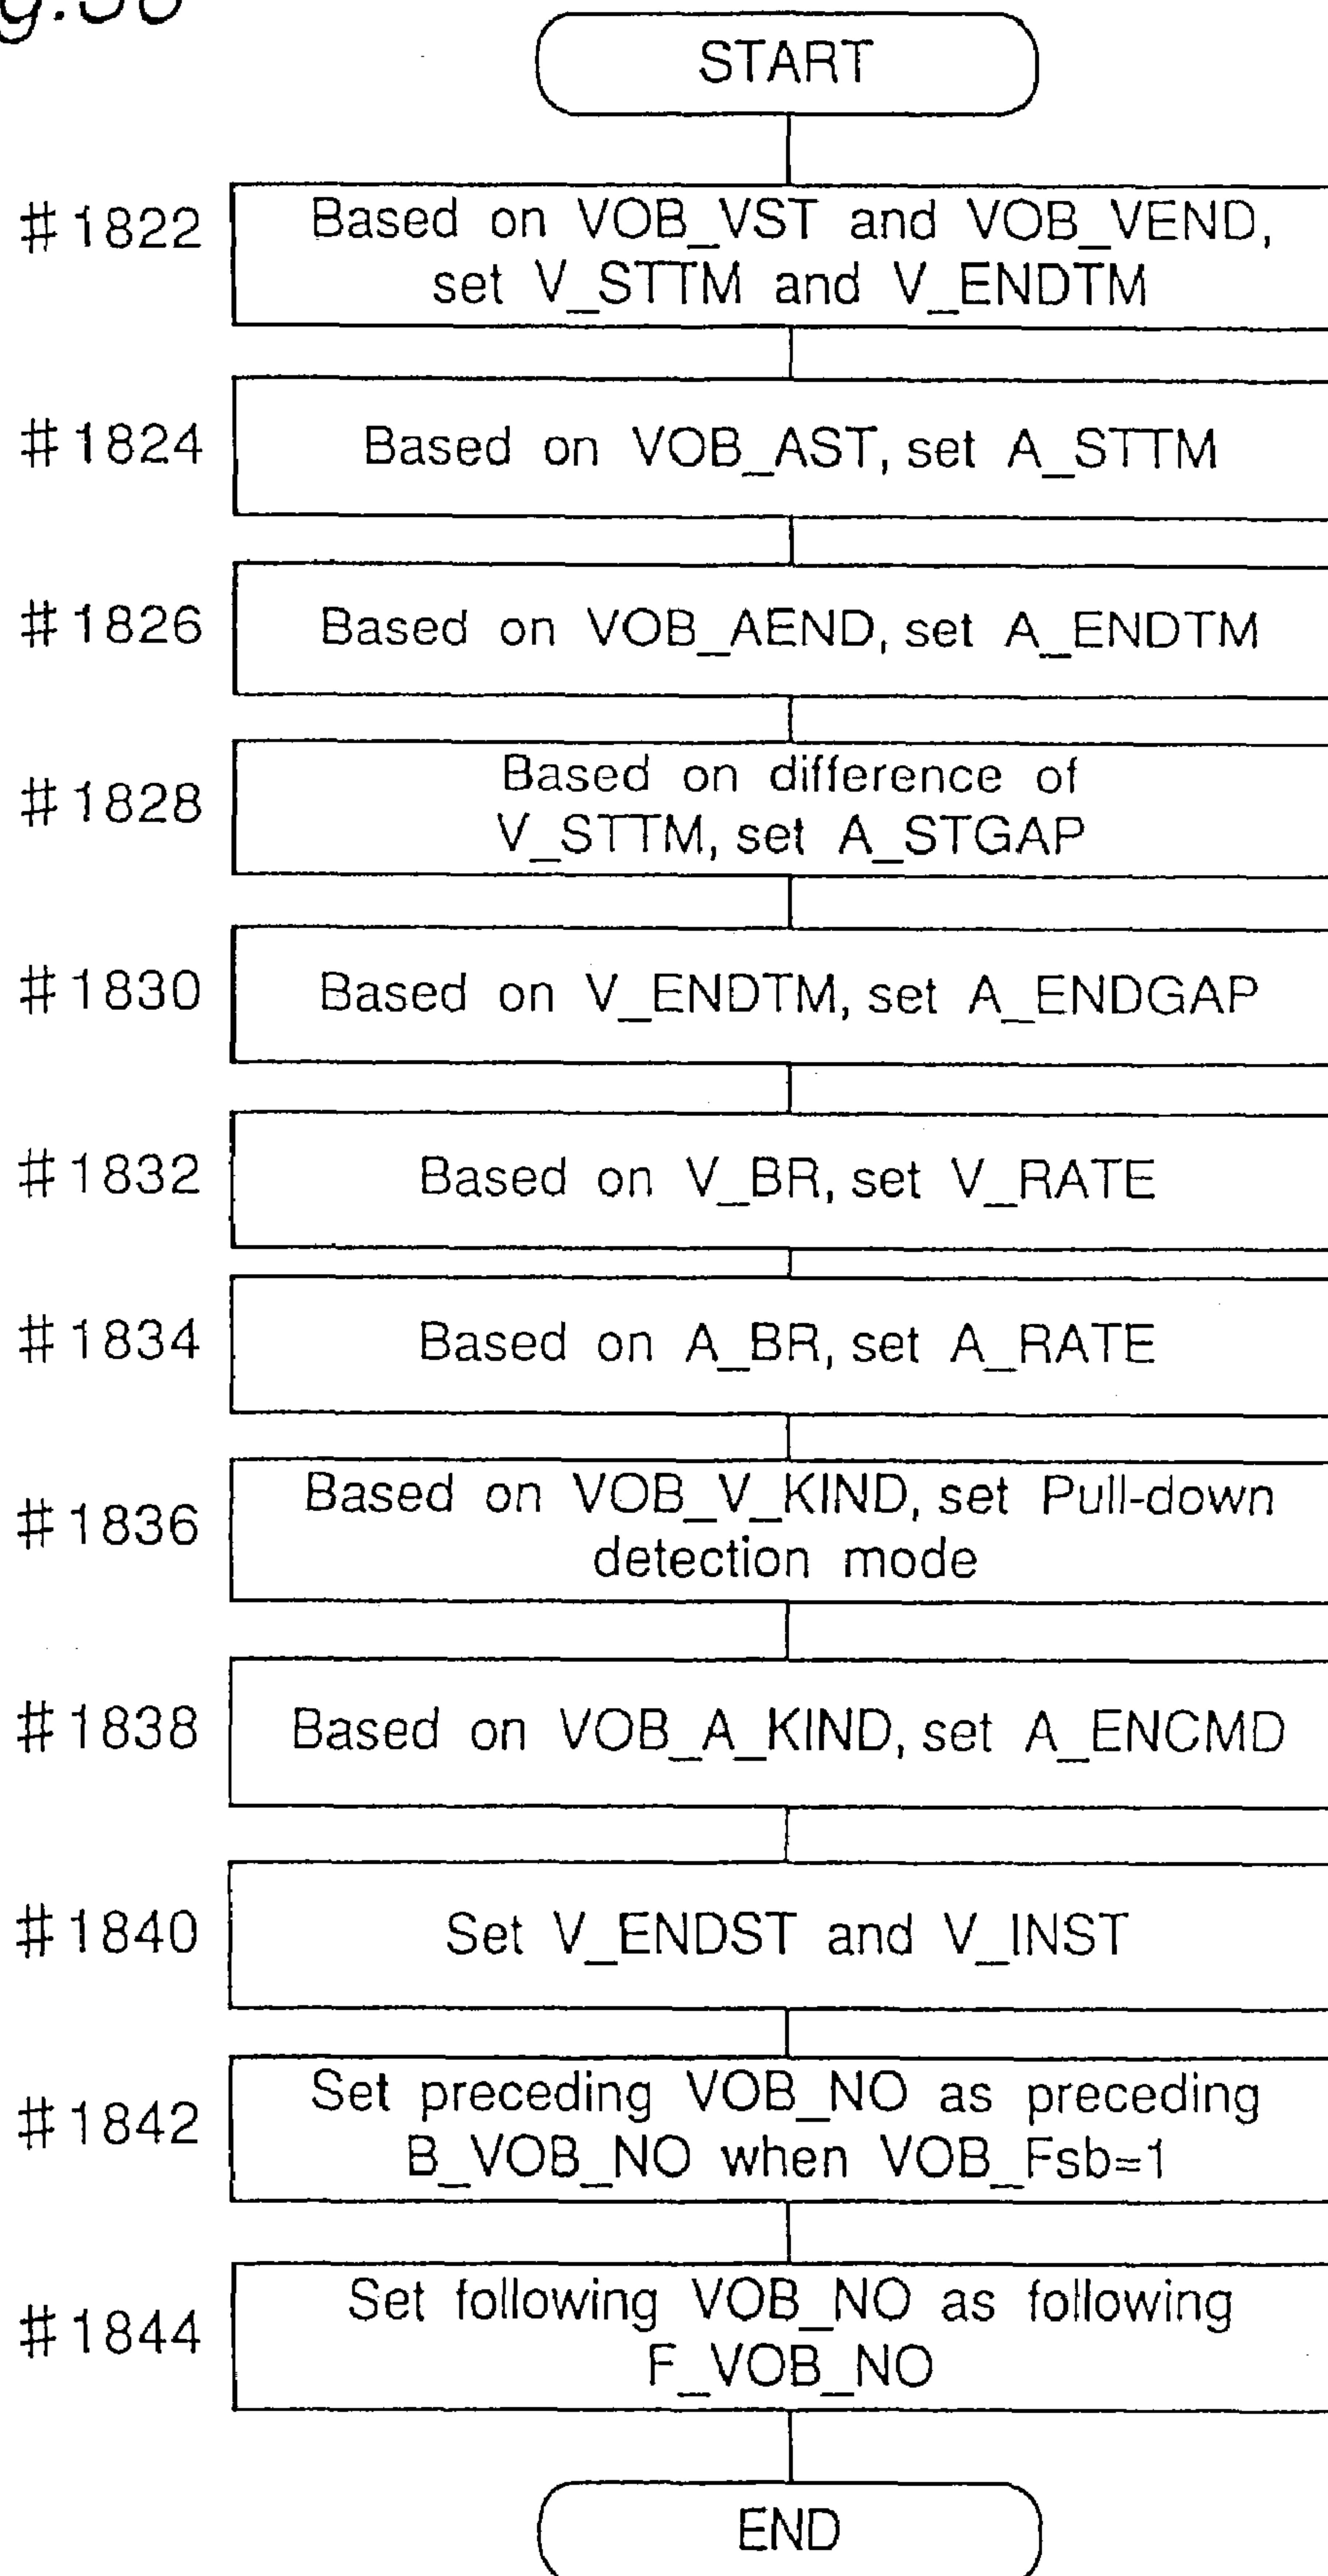 START
#1822
Based on VOB_VST and VOB_VEND,
set V_STTM and V_ENDTM
#1824
Based on VOB_AST, set A_STTM
#1826
Based on VOB_AEND, set A_ENDTM
#1828
Based on difference of
V_STTM, set A_STGAP
#1830
Based on V_ENDTM, set A_ENDGAP
#1832
Based on V_BR, set V_RATE
#1834
Based on A_BR, set A_RATE
#1836
Based on VOB_V_KIND, set Pull-down
detection mode
#1838
Based on VOB_A_KIND, set A_ENCMD
#1840
Set V_ENDST and V_INST
#1842
Set preceding VOB_NO as preceding
B_VOB_NO when VOB_Fsb=1
#1844
Set following VOB_NO as following
F_VOB_NO
END